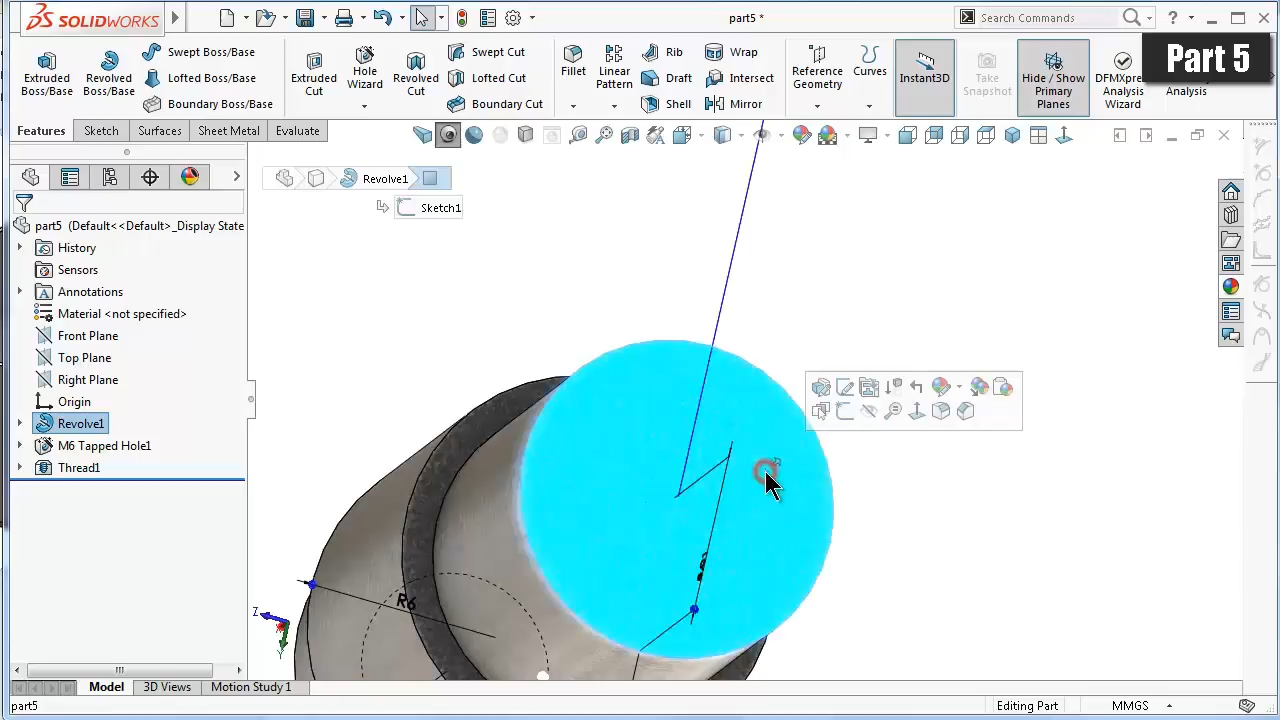 SOLIDWORKS
part5 *
Search Commands
Part 5
Extruded Boss/Base
Revolved Boss/Base
Swept Boss/Base
Lofted Boss/Base
Boundary Boss/Base
Extruded Cut
Hole Wizard
Revolved Cut
Swept Cut
Lofted Cut
Boundary Cut
Fillet
Linear Pattern
Rib
Draft
Shell
Wrap
Intersect
Mirror
Reference Geometry
Curves
Instant3D
Take Snapshot
Hide / Show Primary Planes
DFMXpress Analysis Wizard
Analysis
Features
Sketch
Surfaces
Sheet Metal
Evaluate
Revolve1
Sketch1
part5 (Default<<Default>_Display State
History
Sensors
Annotations
Material <not specified>
Front Plane
Top Plane
Right Plane
Origin
Revolve1
M6 Tapped Hole1
Thread1
R6
Z
Y
Model
3D Views
Motion Study 1
part5
Editing Part
MMGS